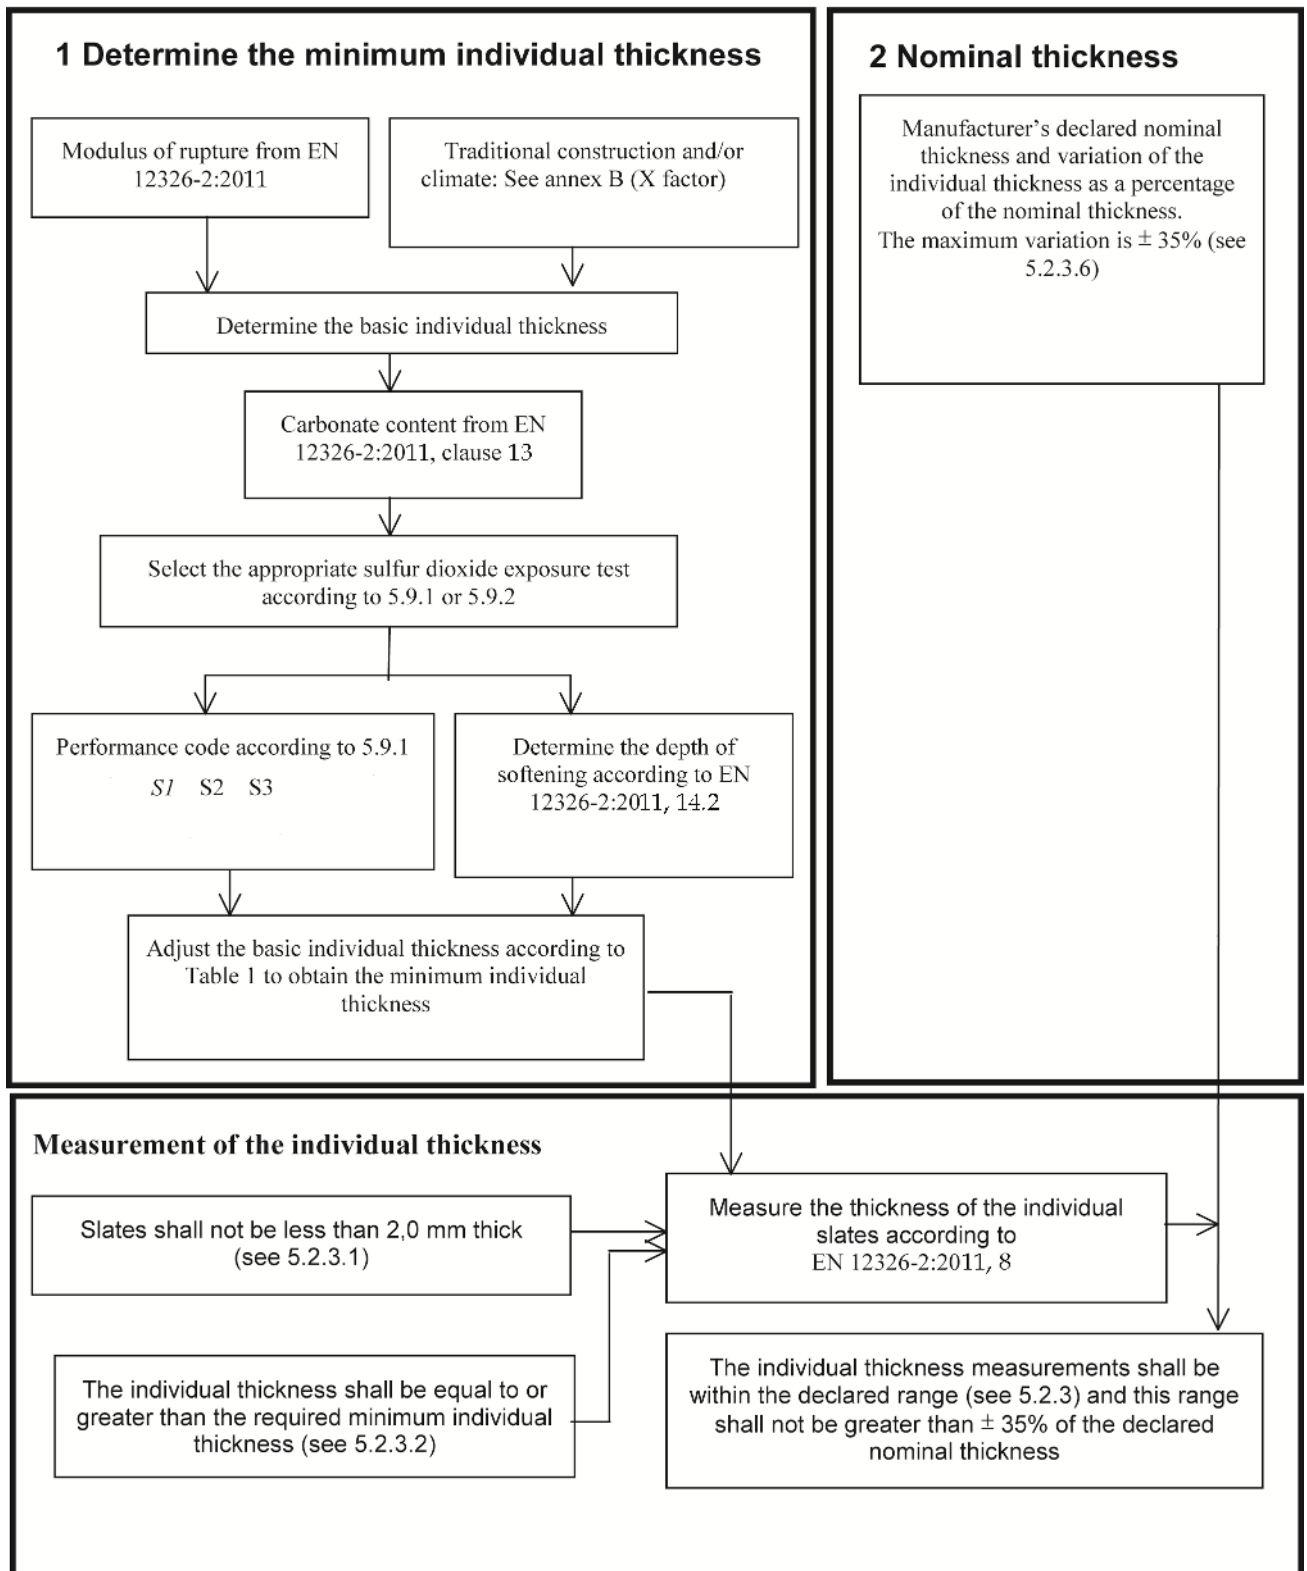 1 Determine the minimum individual thickness
Modulus of rupture from EN
12326-2:2011
Traditional construction and/or
climate: See annex B (X factor)
Determine the basic individual thickness
Carbonate content from EN
12326-2:2011, clause 13
Select the appropriate sulfur dioxide exposure test
according to 5.9.1 or 5.9.2
Performance code according to 5.9.1
S1 S2 S3
Determine the depth of
softening according to EN
12326-2:2011, 14.2
Adjust the basic individual thickness according to
Table 1 to obtain the minimum individual
thickness
2 Nominal thickness
Manufacturer's declared nominal
thickness and variation of the
individual thickness as a percentage
of the nominal thickness.
The maximum variation is ± 35% (see
5.2.3.6)
Measurement of the individual thickness
Slates shall not be less than 2,0 mm thick
(see 5.2.3.1)
The individual thickness shall be equal to or
greater than the required minimum individual
thickness (see 5.2.3.2)
Measure the thickness of the individual
slates according to
EN 12326-2:2011, 8
The individual thickness measurements shall be
within the declared range (see 5.2.3) and this range
shall not be greater than ± 35% of the declared
nominal thickness